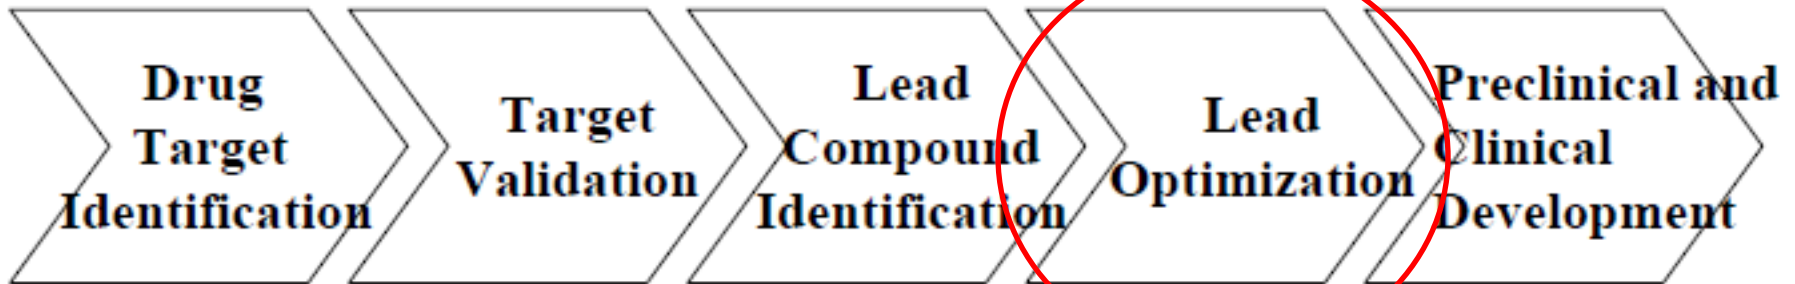 Drug
Target
Identification
Target
Validation
Lead
Compound
Identification
Lead
Optimization
Preclinical and
Clinical
Development